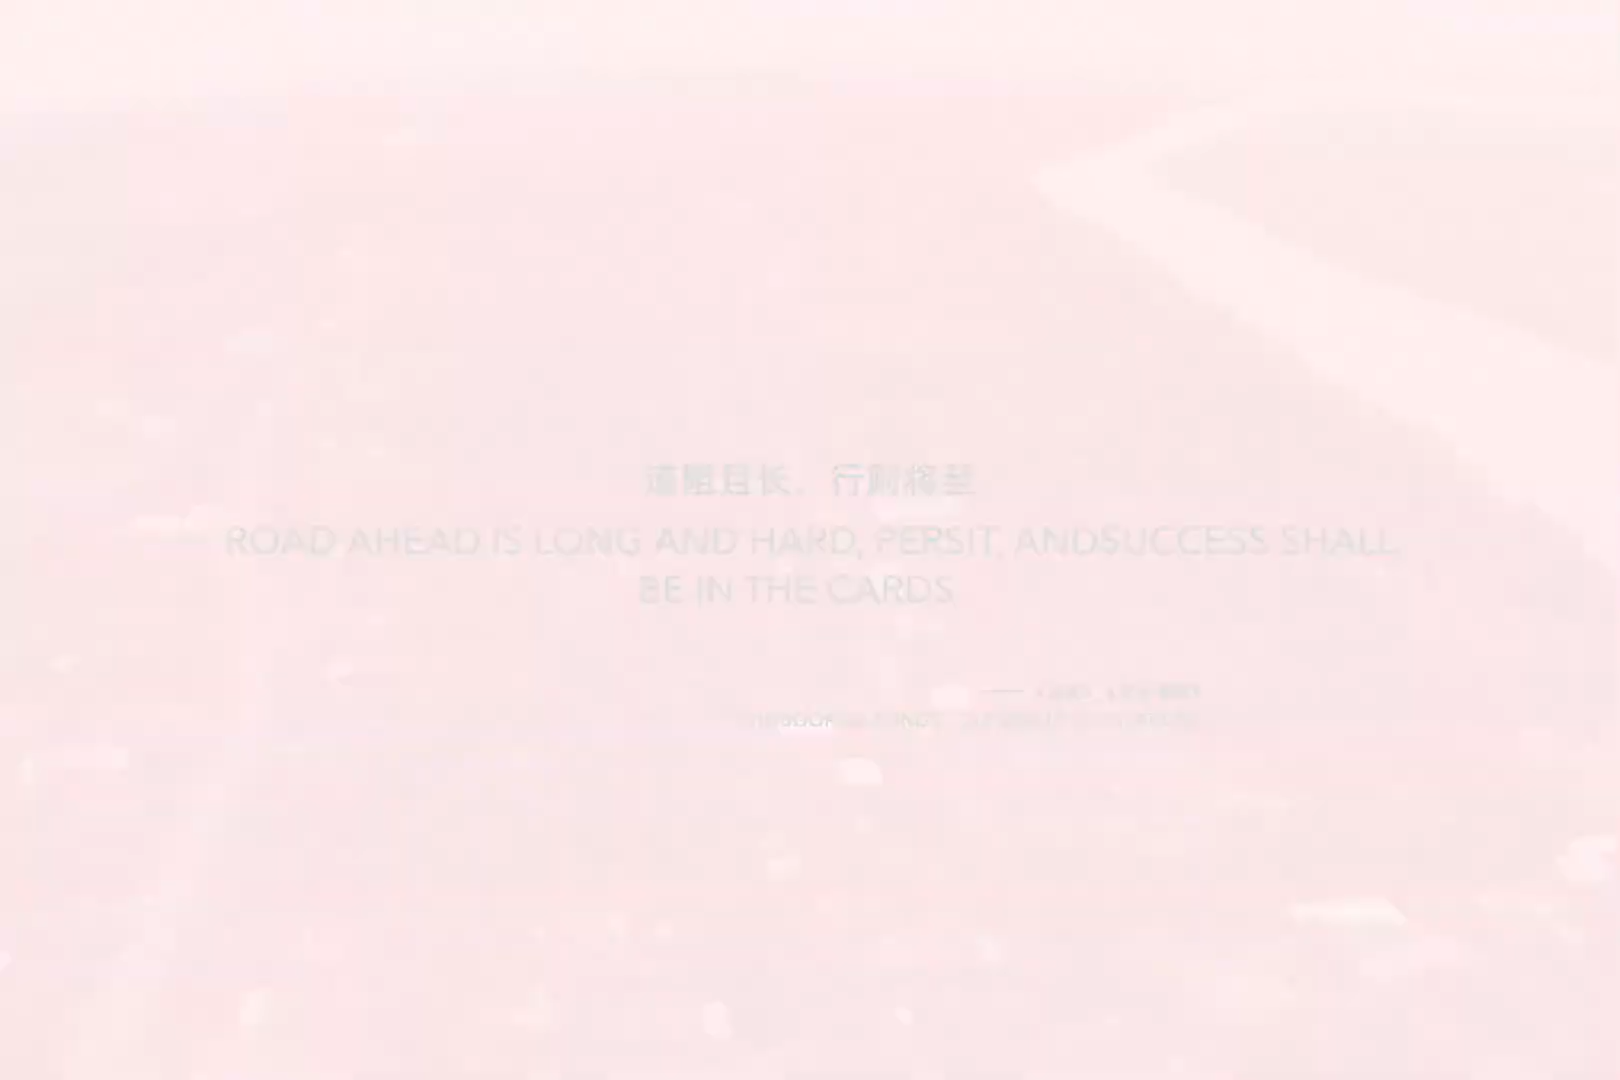 道阻且长，行则将至
ROAD AHEAD IS LONG AND HARD, PERSIT, ANDSUCCESS SHALL
BE IN THE CARDS